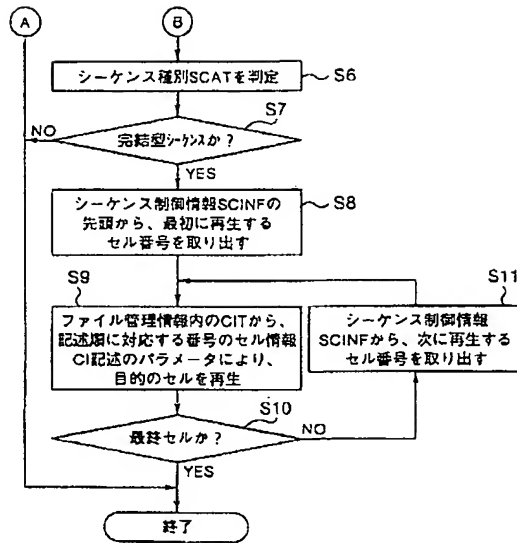 A
B
シーケンス種別SCATを判定
S6
S7
NO
完結型シーケンスか?
YES
シーケンス制御情報SCINFの
先頭から、最初に再生する
セル番号を取り出す
S8
S9
ファイル管理情報内のCITから、
記述順に対応する番号のセル情報
CI記述のパラメータにより、
目的のセルを再生
S11
シーケンス制御情報
SCINFから、次に再生する
セル番号を取り出す
S10
最終セルか?
NO
YES
終了